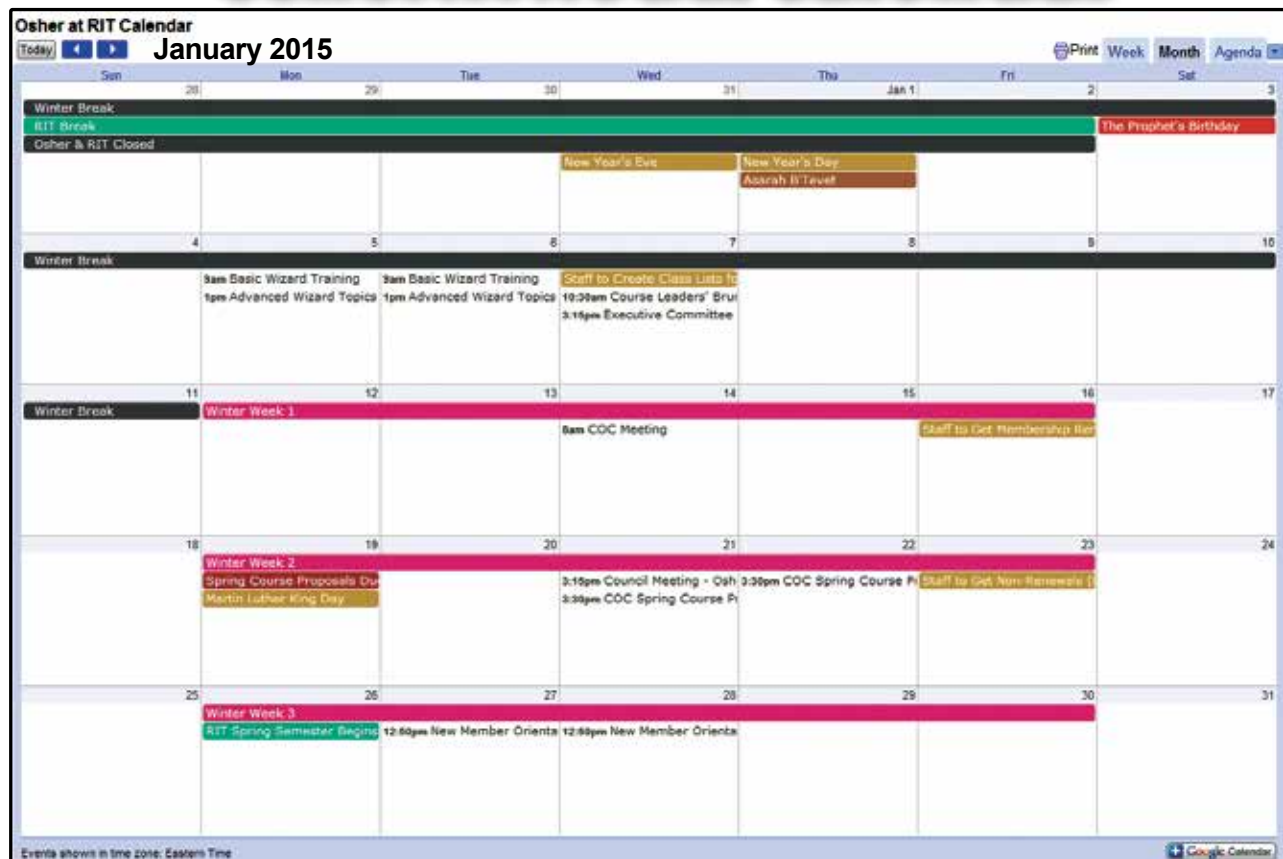 Osher at RIT Calendar
Today January 2015 Print Week Month Agenda
Sun Mon Tue Wed Thu Fri Sat
28 29 30 31 Jan 1 2 3
Winter Break
RIT Break The Prophet's Birthday
Osher & RIT Closed
New Year's Eve New Year's Day
Asarah B'Tevet
4 5 6 7 8 9 10
Winter Break
9am Basic Wizard Training 9am Basic Wizard Training Staff to Create Class Lists fo
1pm Advanced Wizard Topics 1pm Advanced Wizard Topics 10:30am Course Leaders' Bru
3:15pm Executive Committee
11 12 13 14 15 16 17
Winter Break Winter Week 1
8am COC Meeting Staff to Get Membership Ren
18 19 20 21 22 23 24
Winter Week 2
Spring Course Proposals Du 3:15pm Council Meeting - Osh 3:30pm COC Spring Course P Staff to Get Non-Renewals
Martin Luther King Day 3:30pm COC Spring Course P
25 26 27 28 29 30 31
Winter Week 3
RIT Spring Semester Begins 12:50pm New Member Orienta 12:50pm New Member Orienta
Events shown in time zone: Eastern Time Google Calendar